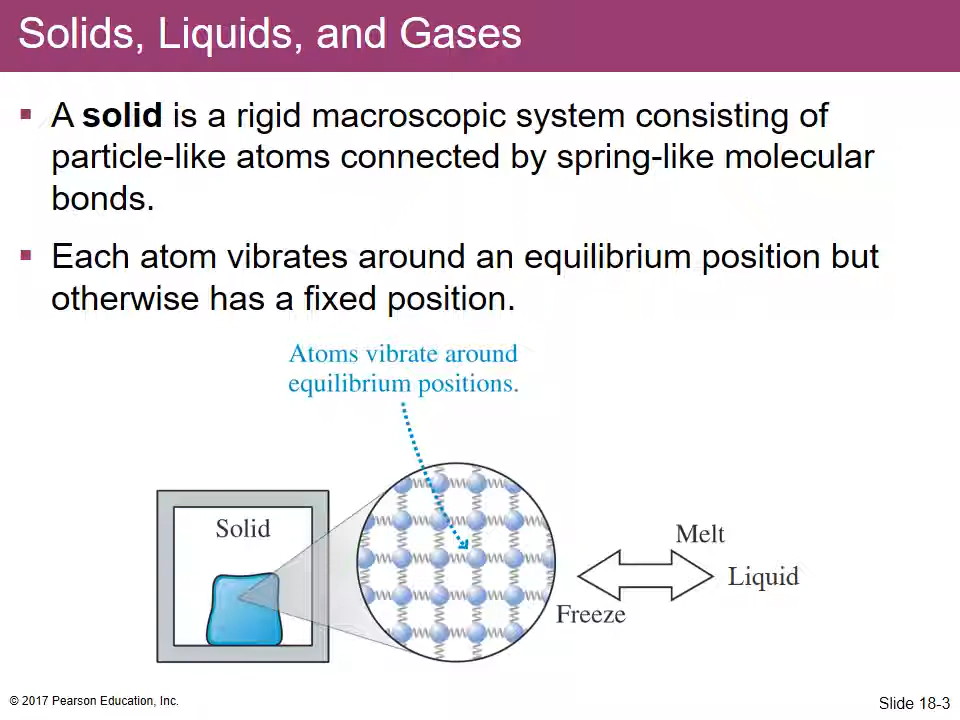 Solids, Liquids, and Gases
▪ A solid is a rigid macroscopic system consisting of
particle-like atoms connected by spring-like molecular
bonds.
▪ Each atom vibrates around an equilibrium position but
otherwise has a fixed position.
Atoms vibrate around
equilibrium positions.
Solid
Melt
Liquid
Freeze
© 2017 Pearson Education, Inc.
Slide 18-3